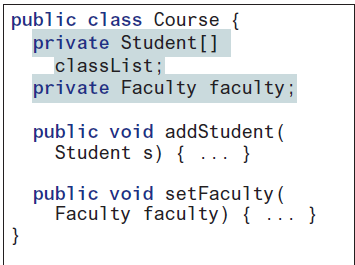 public class Course {
private Student[]
classList;
private Faculty faculty;
public void addStudent(
Student s) { ... }
public void setFaculty(
Faculty faculty) { ... }
}